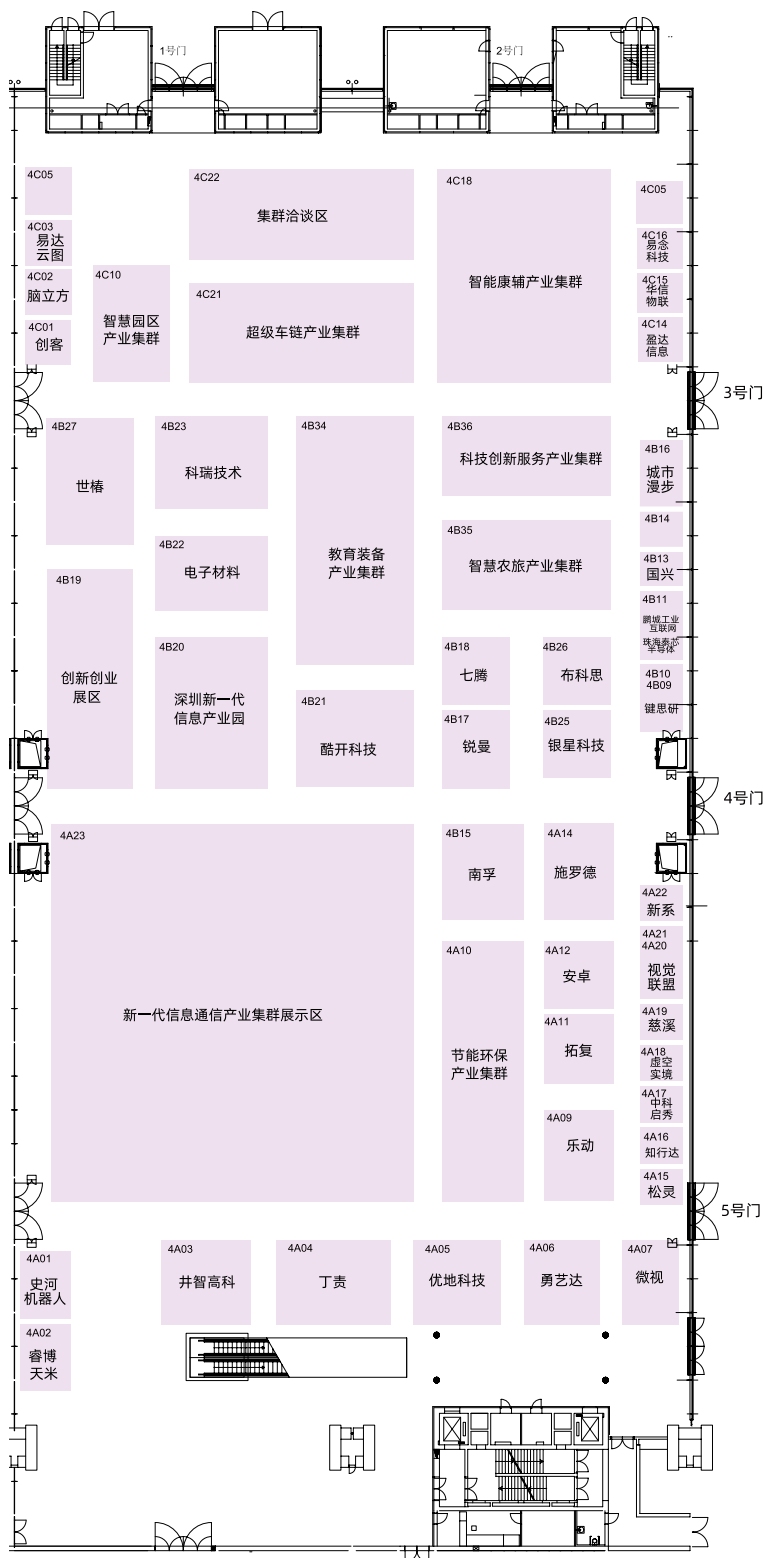 1号门
2号门
4C05
4C03
易达
云图
4C02
脑立方
4C01
创客
4C10
智慧园区
产业集群
4C22
集群洽谈区
4C21
超级车链产业集群
4C18
智能康辅产业集群
4C05
4C16
易念
科技
4C15
华信
物联
4C14
盈达
信息
3号门
4B27
世椿
4B23
科瑞技术
4B22
电子材料
4B19
创新创业
展区
4B20
深圳新一代
信息产业园
4B34
教育装备
产业集群
4B21
酷开科技
4B36
科技创新服务产业集群
4B35
智慧农旅产业集群
4B18
七腾
4B26
布科思
4B17
锐曼
4B25
银星科技
4B16
城市
漫步
4B14
4B13
国兴
4B11
鹏城工业
互联网
珠海泰芯
半导体
4B10
4B09
键思研
4号门
4A23
新一代信息通信产业集群展示区
4B15
南孚
4A14
施罗德
4A10
节能环保
产业集群
4A12
安卓
4A11
拓复
4A09
乐动
4A22
新系
4A21
4A20
视觉
联盟
4A19
慈溪
4A18
虚空
实境
4A17
中科
启秀
4A16
知行达
4A15
松灵
5号门
4A01
史河
机器人
4A02
睿博
天米
4A03
井智高科
4A04
丁责
4A05
优地科技
4A06
勇艺达
4A07
微视